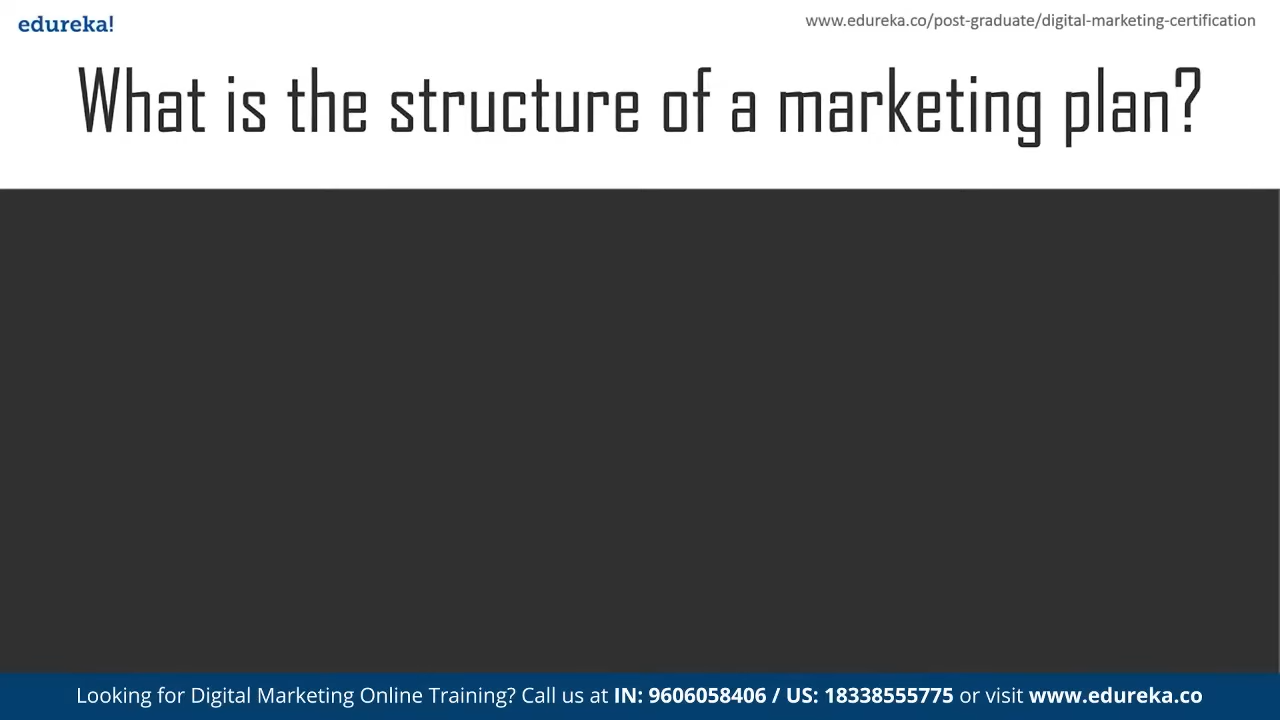 edureka!
www.edureka.co/post-graduate/digital-marketing-certification
What is the structure of a marketing plan?
Looking for Digital Marketing Online Training? Call us at IN: 9606058406 / US: 18338555775 or visit www.edureka.co